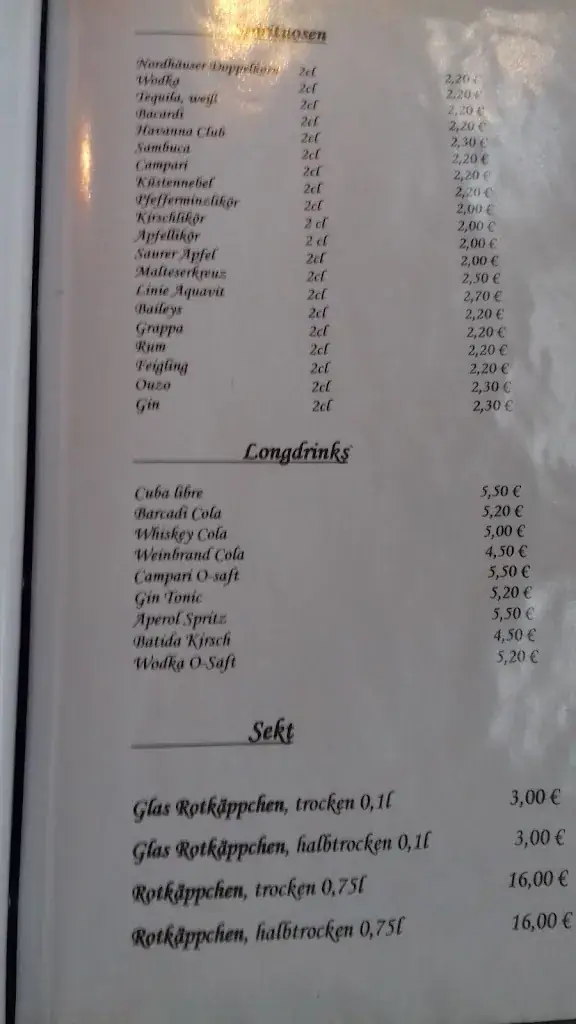 Spirituosen
Nordhäuser Doppelkorn 2cl 2,20 €
Wodka 2cl 2,20 €
Tequila, weiß 2cl 2,20 €
Bacardi 2cl 2,20 €
Havanna Club 2cl 2,30 €
Sambuca 2cl 2,20 €
Campari 2cl 2,20 €
Küstennebel 2cl 2,20 €
Pfefferminzlikör 2cl 2,00 €
Kirschlikör 2 cl 2,00 €
Apfellikör 2 cl 2,00 €
Saurer Apfel 2cl 2,00 €
Malteserkreuz 2cl 2,50 €
Linie Aquavit 2cl 2,70 €
Baileys 2cl 2,20 €
Grappa 2cl 2,20 €
Rum 2cl 2,20 €
Feigling 2cl 2,20 €
Ouzo 2cl 2,30 €
Gin 2cl 2,30 €
Longdrinks
Cuba libre 5,50 €
Barcadi Cola 5,20 €
Whiskey Cola 5,00 €
Weinbrand Cola 4,50 €
Campari O-saft 5,50 €
Gin Tonic 5,20 €
Aperol Spritz 5,50 €
Batida Kirsch 4,50 €
Wodka O-Saft 5,20 €
Sekt
Glas Rotkäppchen, trocken 0,1l 3,00 €
Glas Rotkäppchen, halbtrocken 0,1l 3,00 €
Rotkäppchen, trocken 0,75l 16,00 €
Rotkäppchen, halbtrocken 0,75l 16,00 €